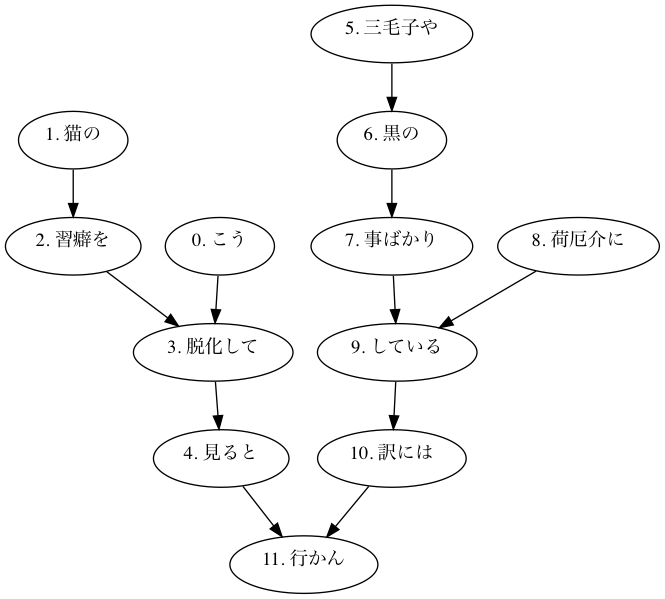 5. 三毛子や
1. 猫の
6. 黒の
2. 習癖を
0. こう
7. 事ばかり
8. 荷厄介に
3. 脱化して
9. している
4. 見ると
10. 訳には
11. 行かん